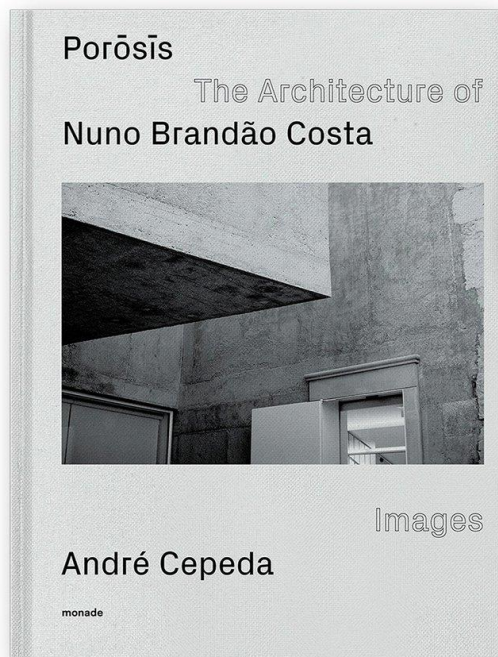 Porōsīs
The Architecture of
Nuno Brandão Costa
Images
André Cepeda
monade